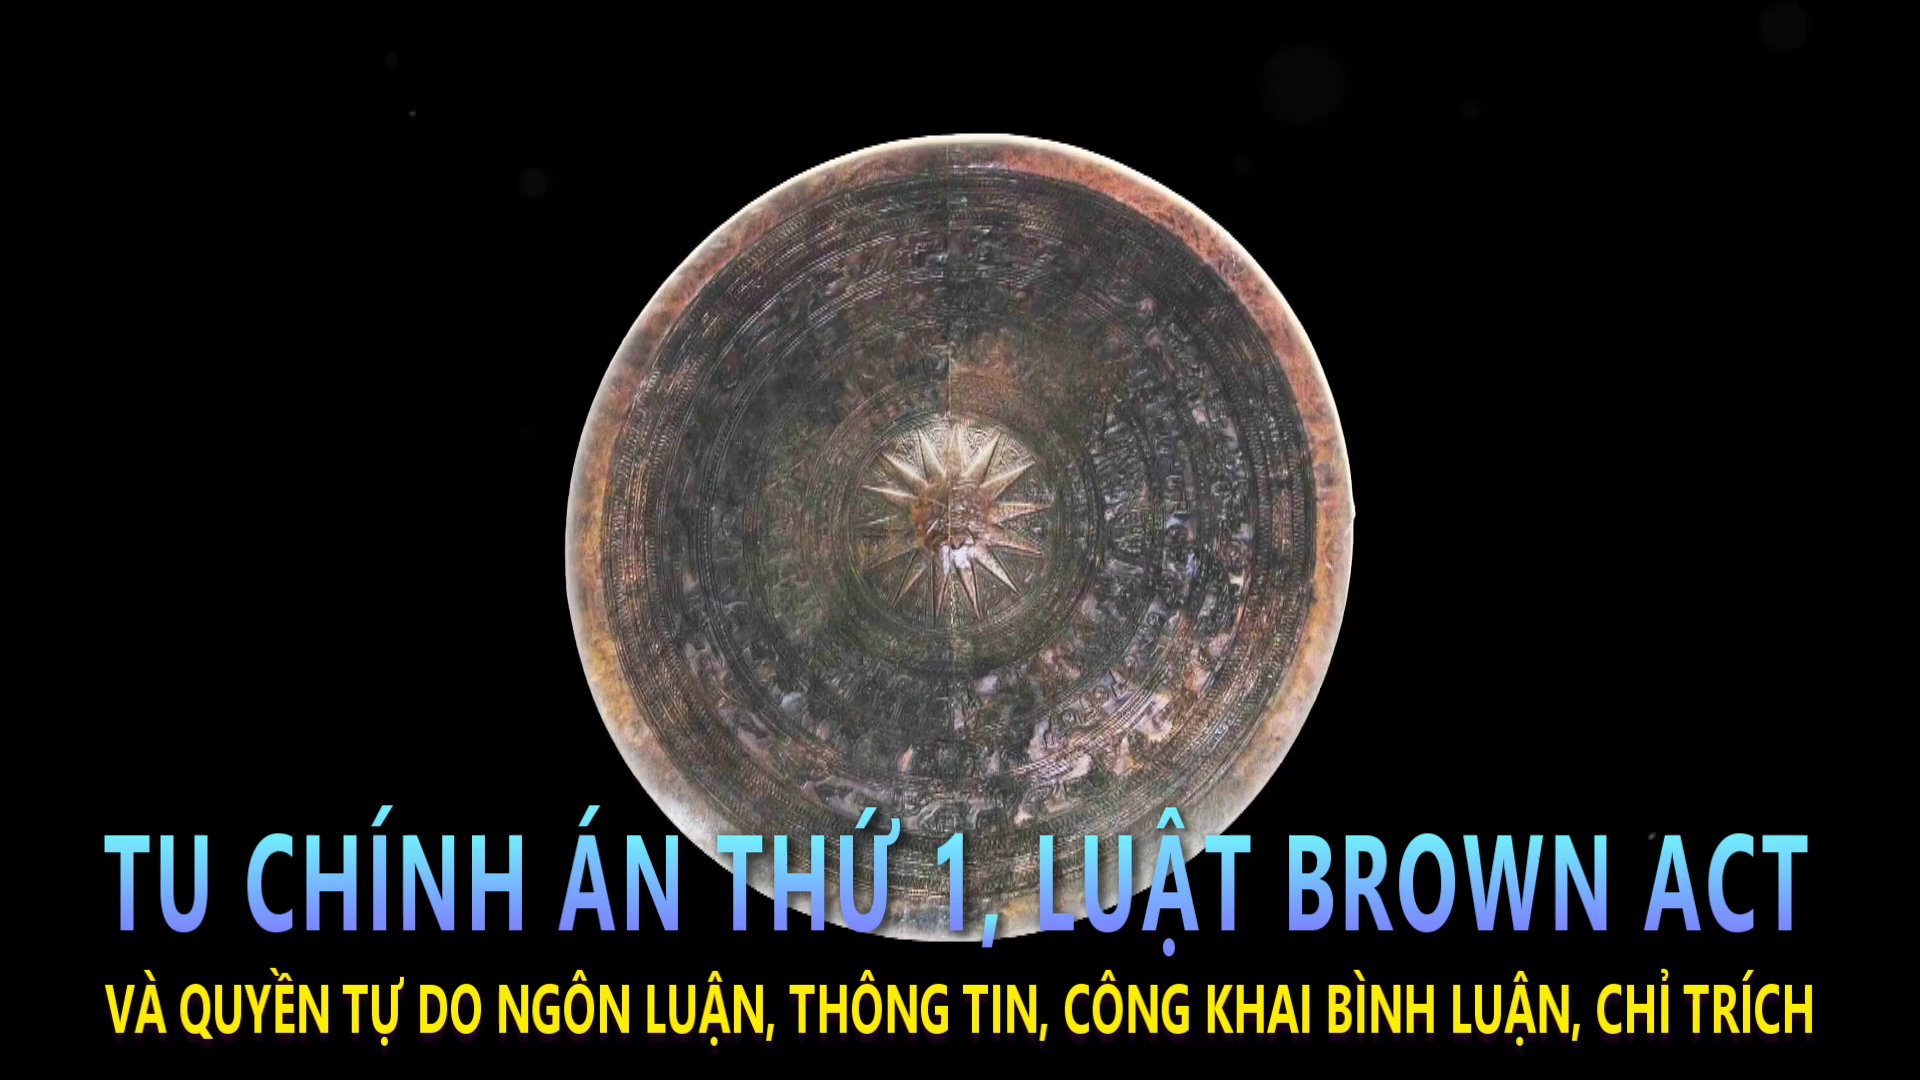 TU CHÍNH ÁN THỨ 1, LUẬT BROWN ACT
VÀ QUYỀN TỰ DO NGÔN LUẬN, THÔNG TIN, CÔNG KHAI BÌNH LUẬN, CHỈ TRÍCH